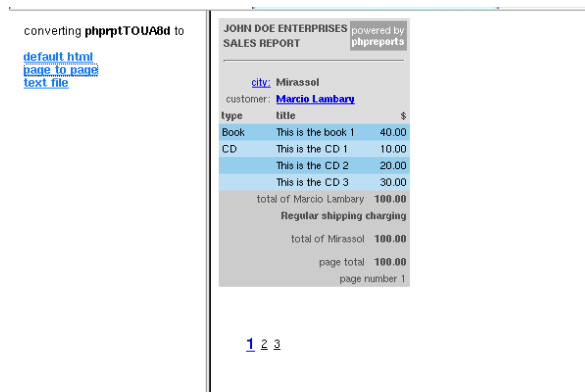 converting phprptTOUA8d to
default html
page to page
text file
JOHN DOE ENTERPRISES
SALES REPORT
powered by
phpreports
city: Mirassol
customer: Marcio Lambary
type title $
Book This is the book 1 40.00
CD This is the CD 1 10.00
This is the CD 2 20.00
This is the CD 3 30.00
total of Marcio Lambary 100.00
Regular shipping charging
total of Mirassol 100.00
page total 100.00
page number 1
1 2 3